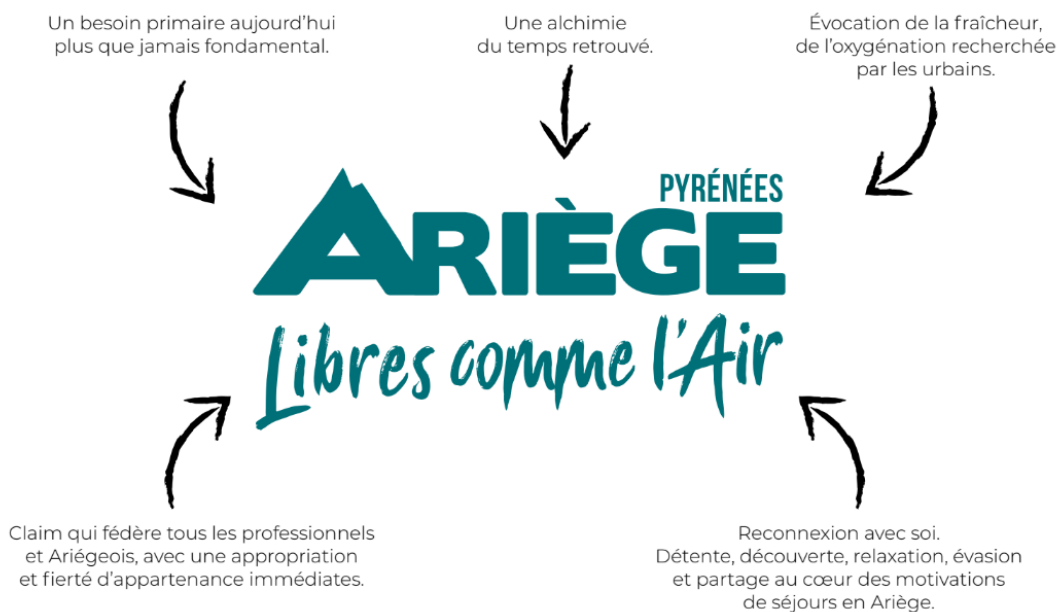 Un besoin primaire aujourd’hui
plus que jamais fondamental.
Une alchimie
du temps retrouvé.
Évocation de la fraîcheur,
de l’oxygénation recherchée
par les urbains.
PYRÉNÉES
ARIÈGE
Libres comme l’Air
Claim qui fédère tous les professionnels
et Ariégeois, avec une appropriation
et fierté d’appartenance immédiates.
Reconnexion avec soi.
Détente, découverte, relaxation, évasion
et partage au cœur des motivations
de séjours en Ariège.